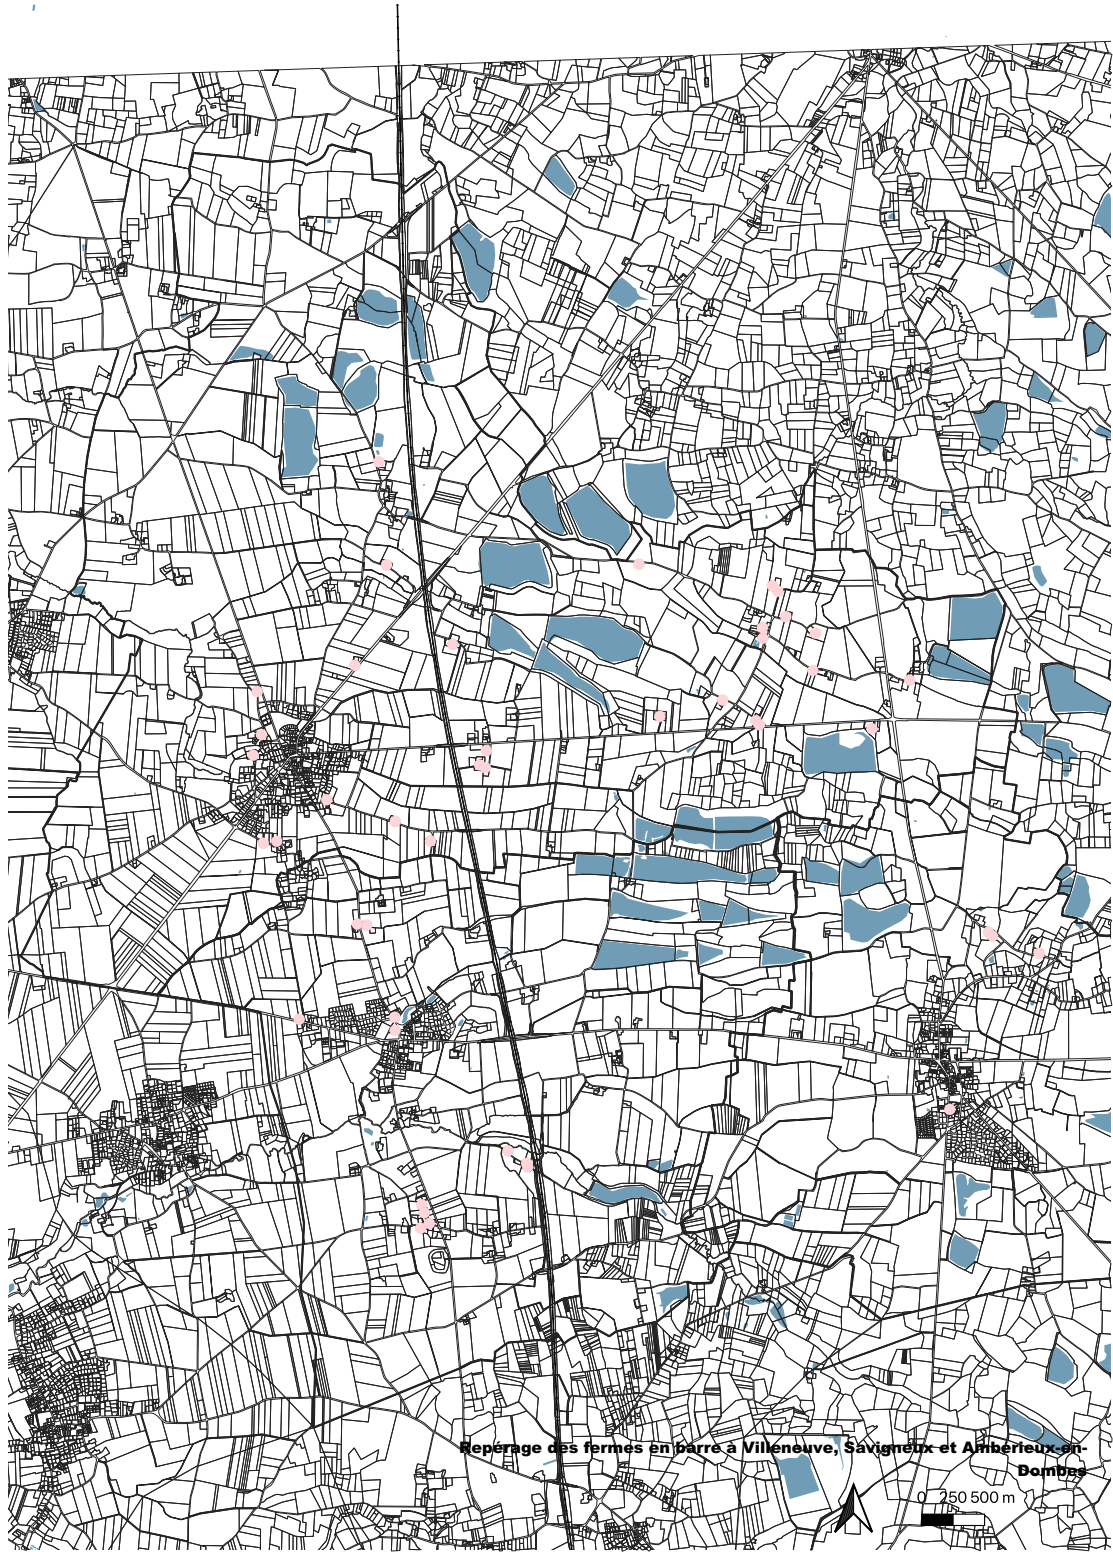 Repérage des fermes en barre à Villeneuve, Savigneux et Ambérieux-en-
Dombes
0 250 500 m